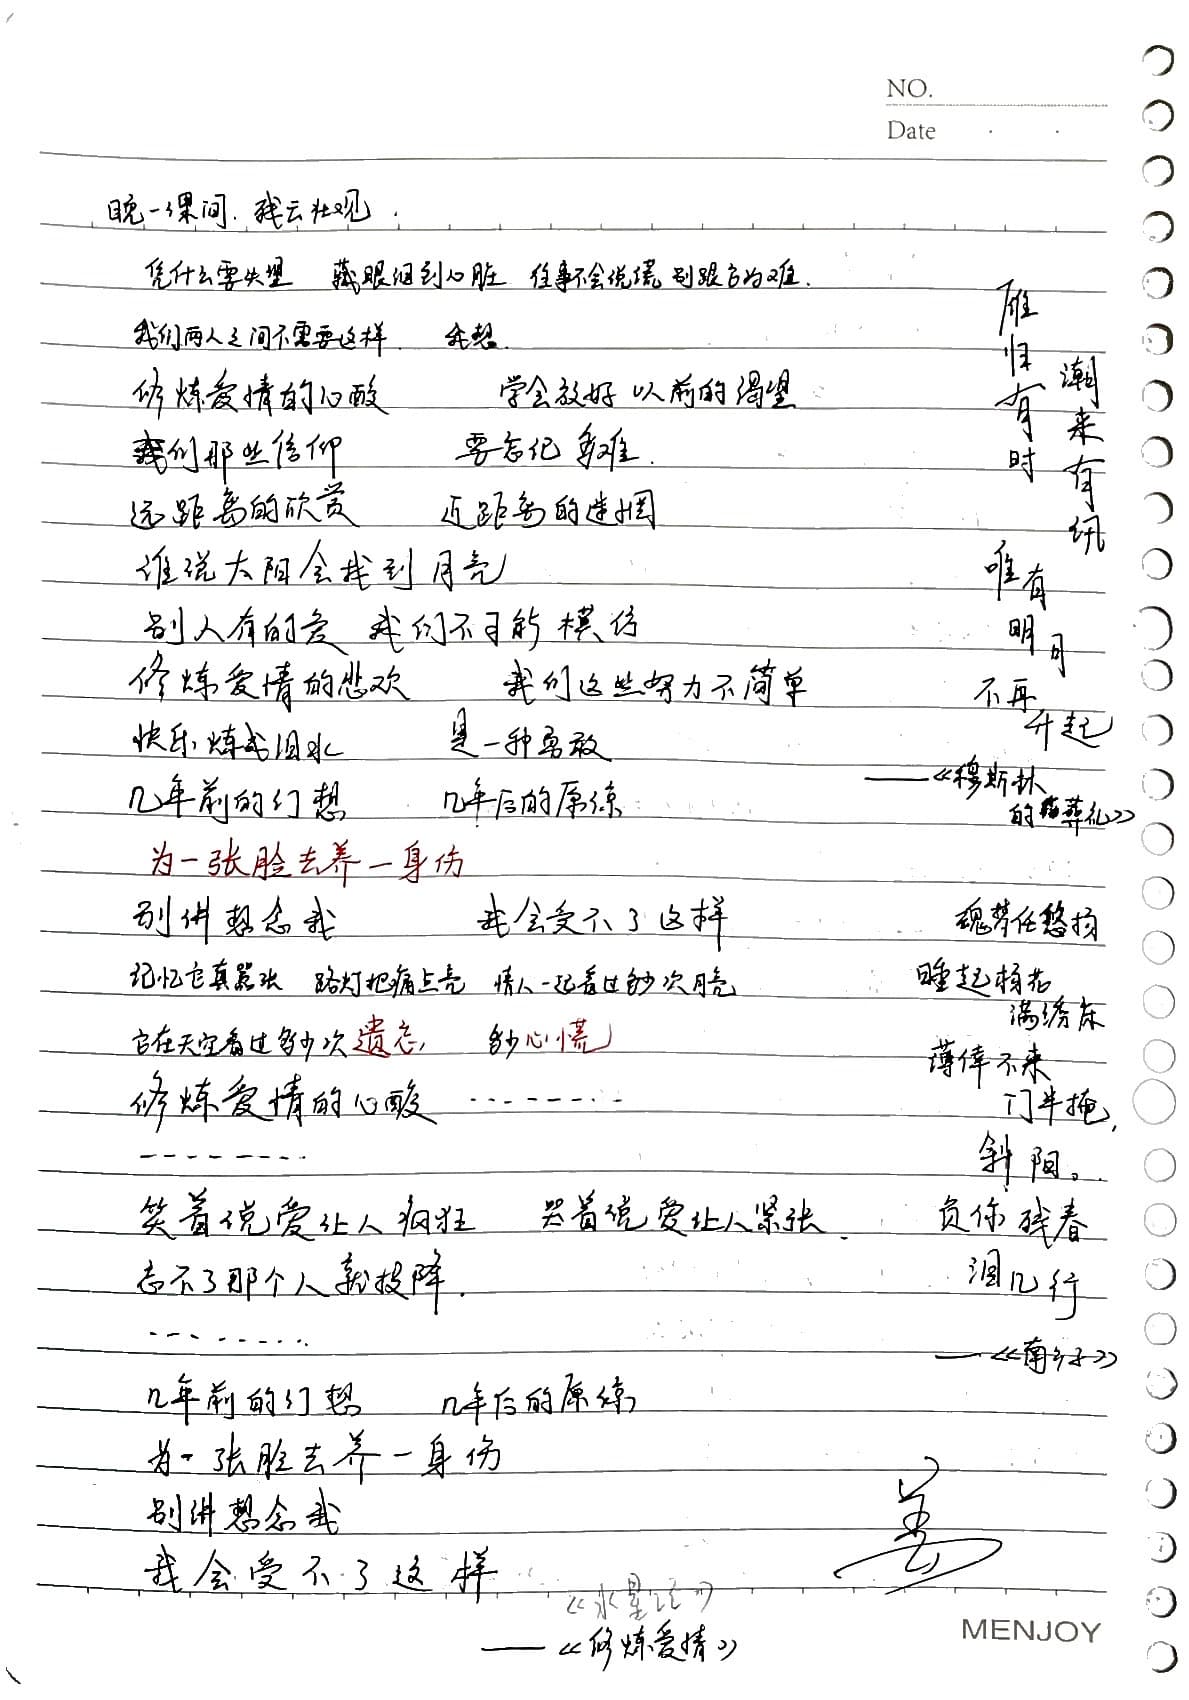 NO.
Date
晚一课间.残云壮观.
凭什么要失望 藏眼泪到心脏 往事不会说谎 别跟它为难.
我们两人之间不需要这样. 我想.
修炼爱情的心酸 学会放好以前的渴望
我们那些信仰 要忘记多难.
远距离的欣赏 近距离的迷惘
谁说太阳会找到月亮
别人有的爱 我们不可能模仿
修炼爱情的悲欢 我们这些努力不简单
快乐炼成泪水 是一种勇敢
几年前的幻想 几年后的原谅
为一张脸去养一身伤
别讲想念我 我会受不了这样
记忆它真嚣张 路灯把痛点亮 情人一起看过多少次月亮
它在天空看过多少次遗忘, 多少心慌
修炼爱情的心酸 --------
--------
笑着说爱让人疯狂 哭着说爱让人紧张.
忘不了那个人就投降.
--------
几年前的幻想 几年后的原谅
为一张脸去养一身伤
别讲想念我
我会受不了这样
《水星记》
——《修炼爱情》
雁归有时
潮来有汛
唯有
明月
不再
升起
——《穆斯林
的葬礼》
魂梦任悠扬
睡起杨花
满绣床
薄倖不来
门半掩,
斜阳。
负你残春
泪几行
——《南乡子》
MENJOY